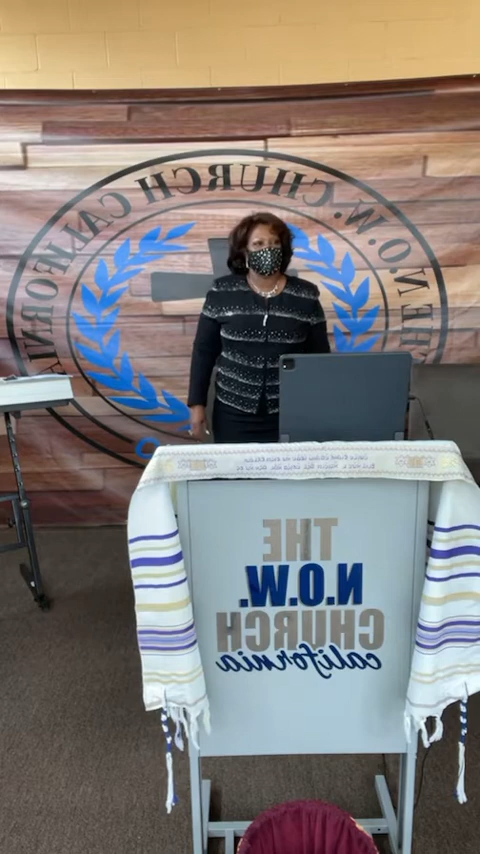 THE N.O.W. CHURCH CALIFORNIA
THE
N.O.W.
CHURCH
california